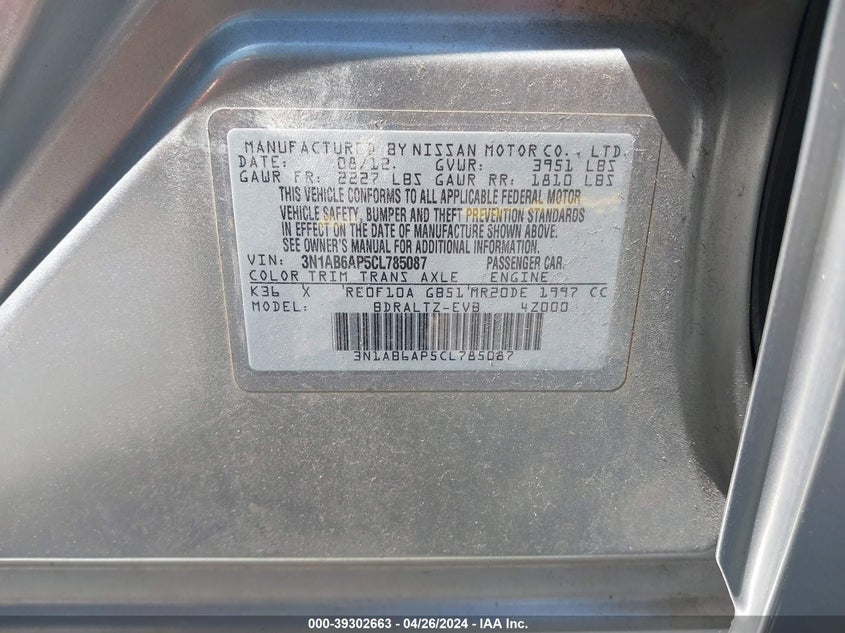 MANUFACTURED BY NISSAN MOTOR CO., LTD.
DATE: 08/12. GVWR: 3951 LBS
GAWR FR: 2227 LBS GAWR RR: 1810 LBS
THIS VEHICLE CONFORMS TO ALL APPLICABLE FEDERAL MOTOR
VEHICLE SAFETY, BUMPER AND THEFT PREVENTION STANDARDS
IN EFFECT ON THE DATE OF MANUFACTURE SHOWN ABOVE.
SEE OWNER'S MANUAL FOR ADDITIONAL INFORMATION.
VIN: 3N1AB6AP5CL785087 PASSENGER CAR.
COLOR TRIM TRANS AXLE ENGINE
K36 X RE0F10A GB51 MR20DE 1997 CC
MODEL: BDRALTZ-EVB 4Z000
3N1AB6AP5CL785087
000-39302663 - 04/26/2024 - IAA Inc.